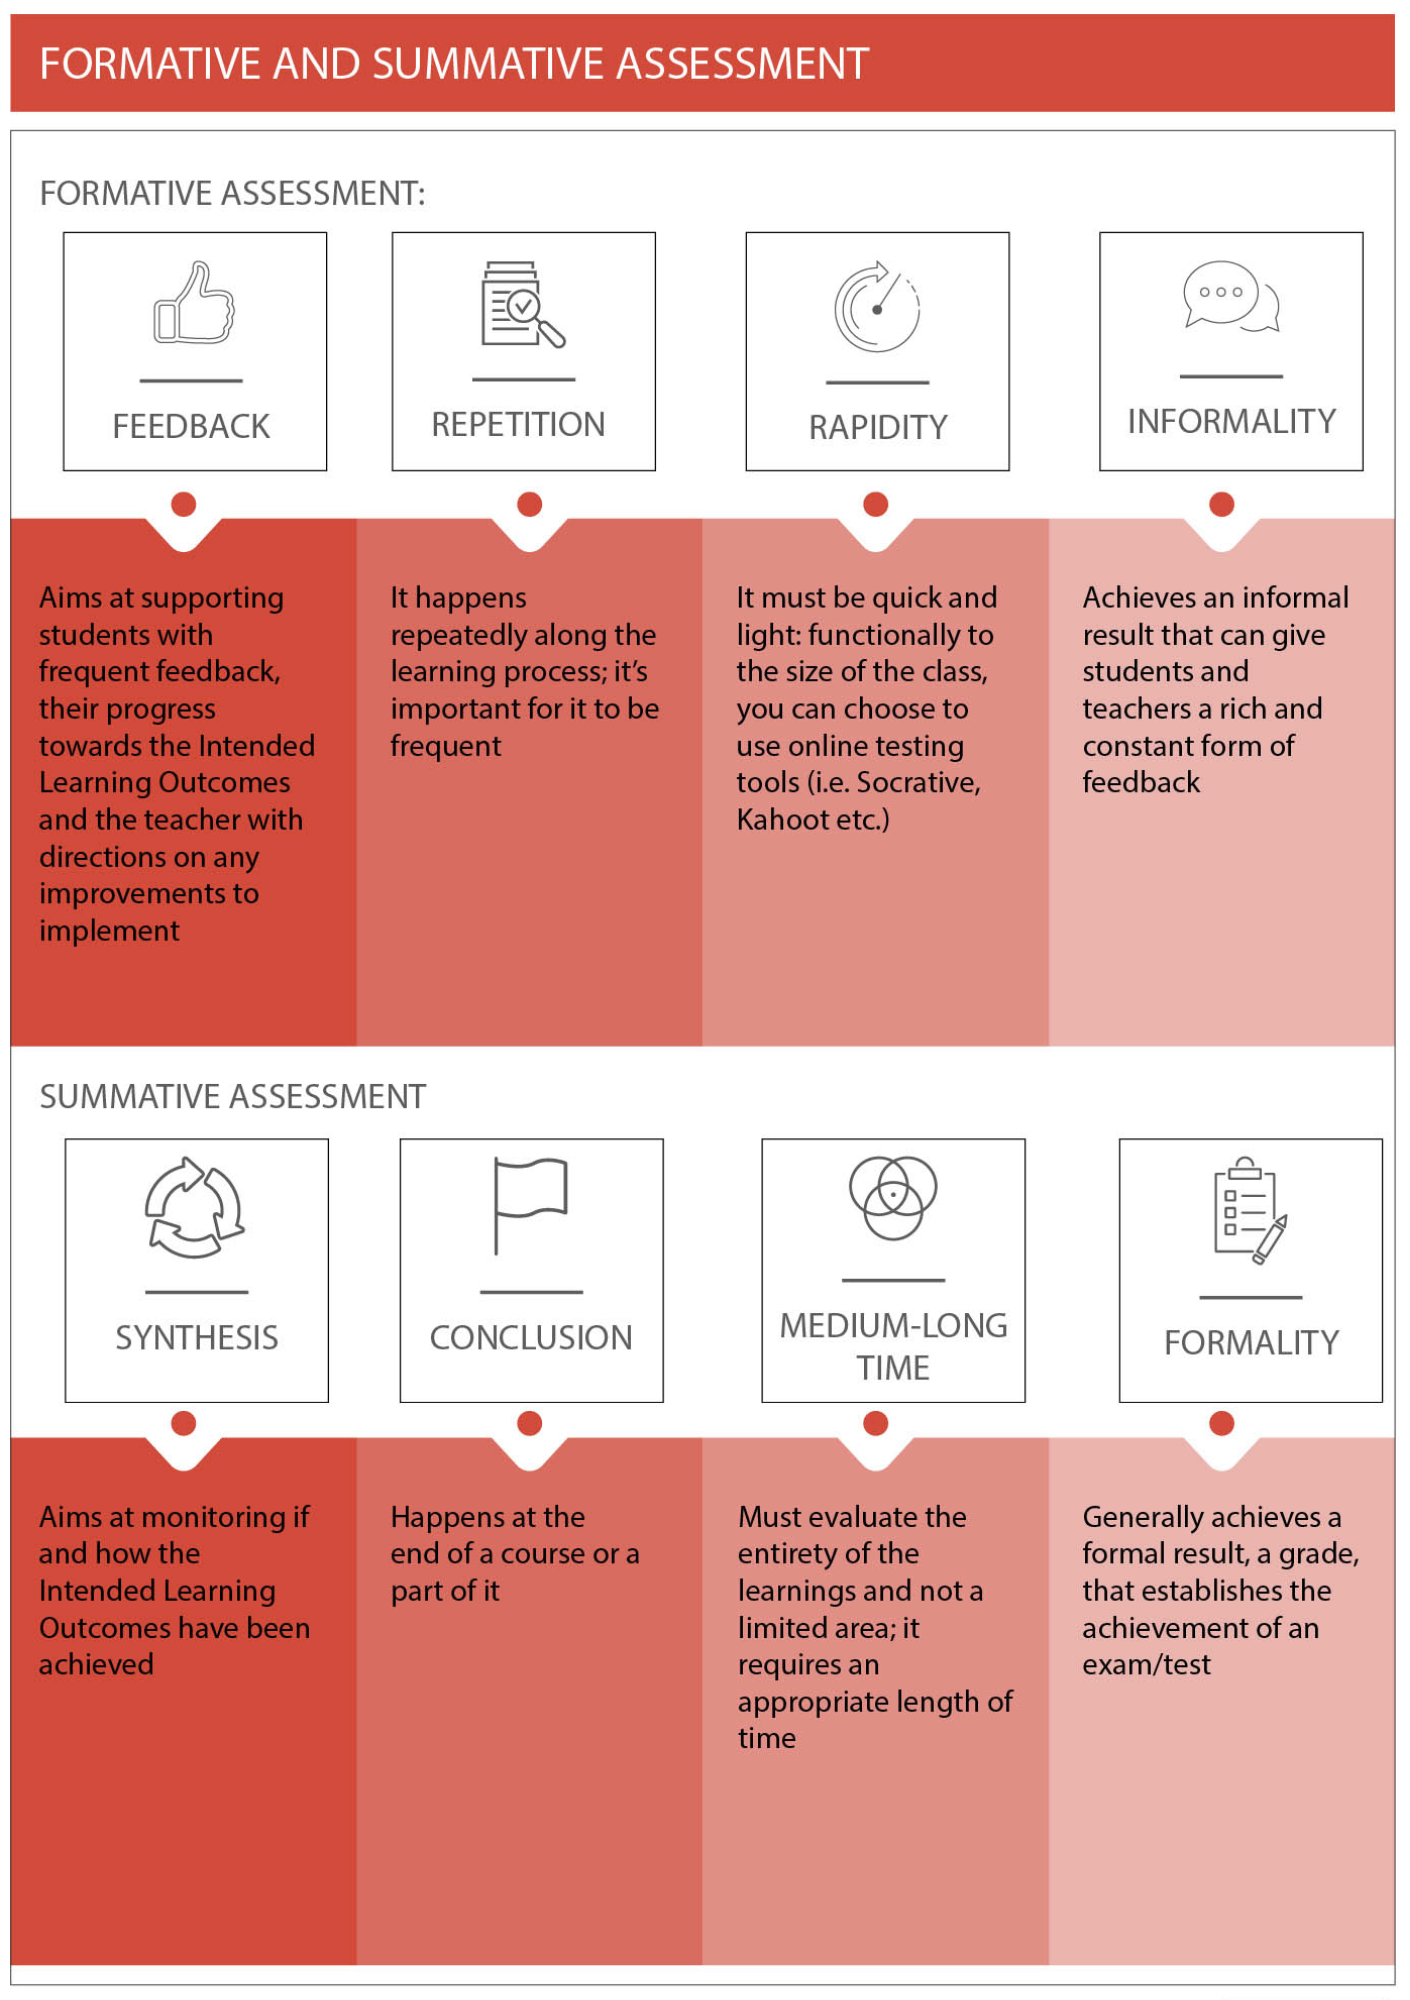 FORMATIVE AND SUMMATIVE ASSESSMENT
FORMATIVE ASSESSMENT:
FEEDBACK
REPETITION
RAPIDITY
INFORMALITY
Aims at supporting
students with
frequent feedback,
their progress
towards the Intended
Learning Outcomes
and the teacher with
directions on any
improvements to
implement
It happens
repeatedly along the
learning process; it’s
important for it to be
frequent
It must be quick and
light: functionally to
the size of the class,
you can choose to
use online testing
tools (i.e. Socrative,
Kahoot etc.)
Achieves an informal
result that can give
students and
teachers a rich and
constant form of
feedback
SUMMATIVE ASSESSMENT
SYNTHESIS
CONCLUSION
MEDIUM-LONG
TIME
FORMALITY
Aims at monitoring if
and how the
Intended Learning
Outcomes have been
achieved
Happens at the
end of a course or a
part of it
Must evaluate the
entirety of the
learnings and not a
limited area; it
requires an
appropriate length of
time
Generally achieves a
formal result, a grade,
that establishes the
achievement of an
exam/test